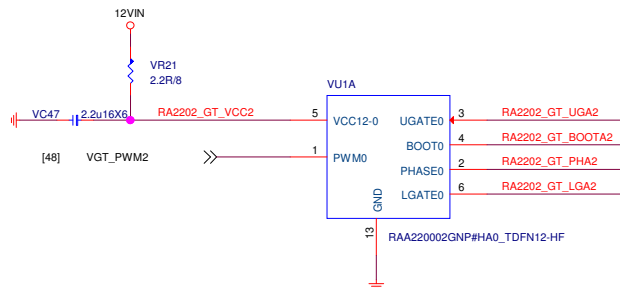 12VIN
VR21
2.2R/8
VU1A
VC47
2.2u16X6
RA2202_GT_VCC2
5
VCC12-0
UGATE0
3
RA2202_GT_UGA2
BOOT0
4
RA2202_GT_BOOTA2
[48]
VGT_PWM2
1
PWM0
PHASE0
2
RA2202_GT_PHA2
LGATE0
6
RA2202_GT_LGA2
GND
13
RAA220002GNP#HA0_TDFN12-HF